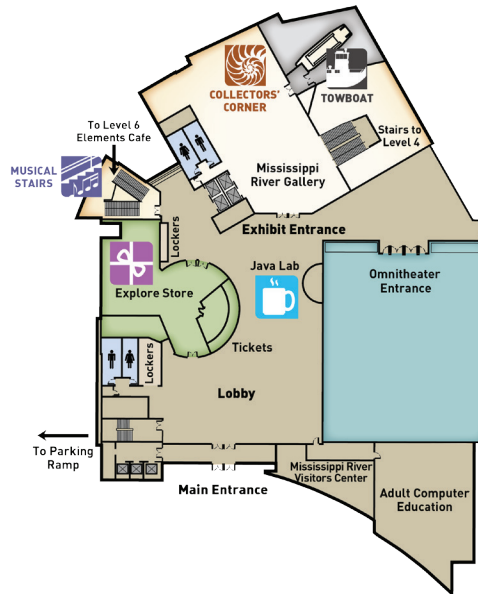 COLLECTORS'
CORNER
TOWBOAT
To Level 6
Elements Cafe
Stairs to
Level 4
MUSICAL
STAIRS
Mississippi
River Gallery
Lockers
Exhibit Entrance
Java Lab
Omnitheater
Entrance
Explore Store
Tickets
Lockers
Lobby
To Parking
Ramp
Mississippi River
Visitors Center
Main Entrance
Adult Computer
Education